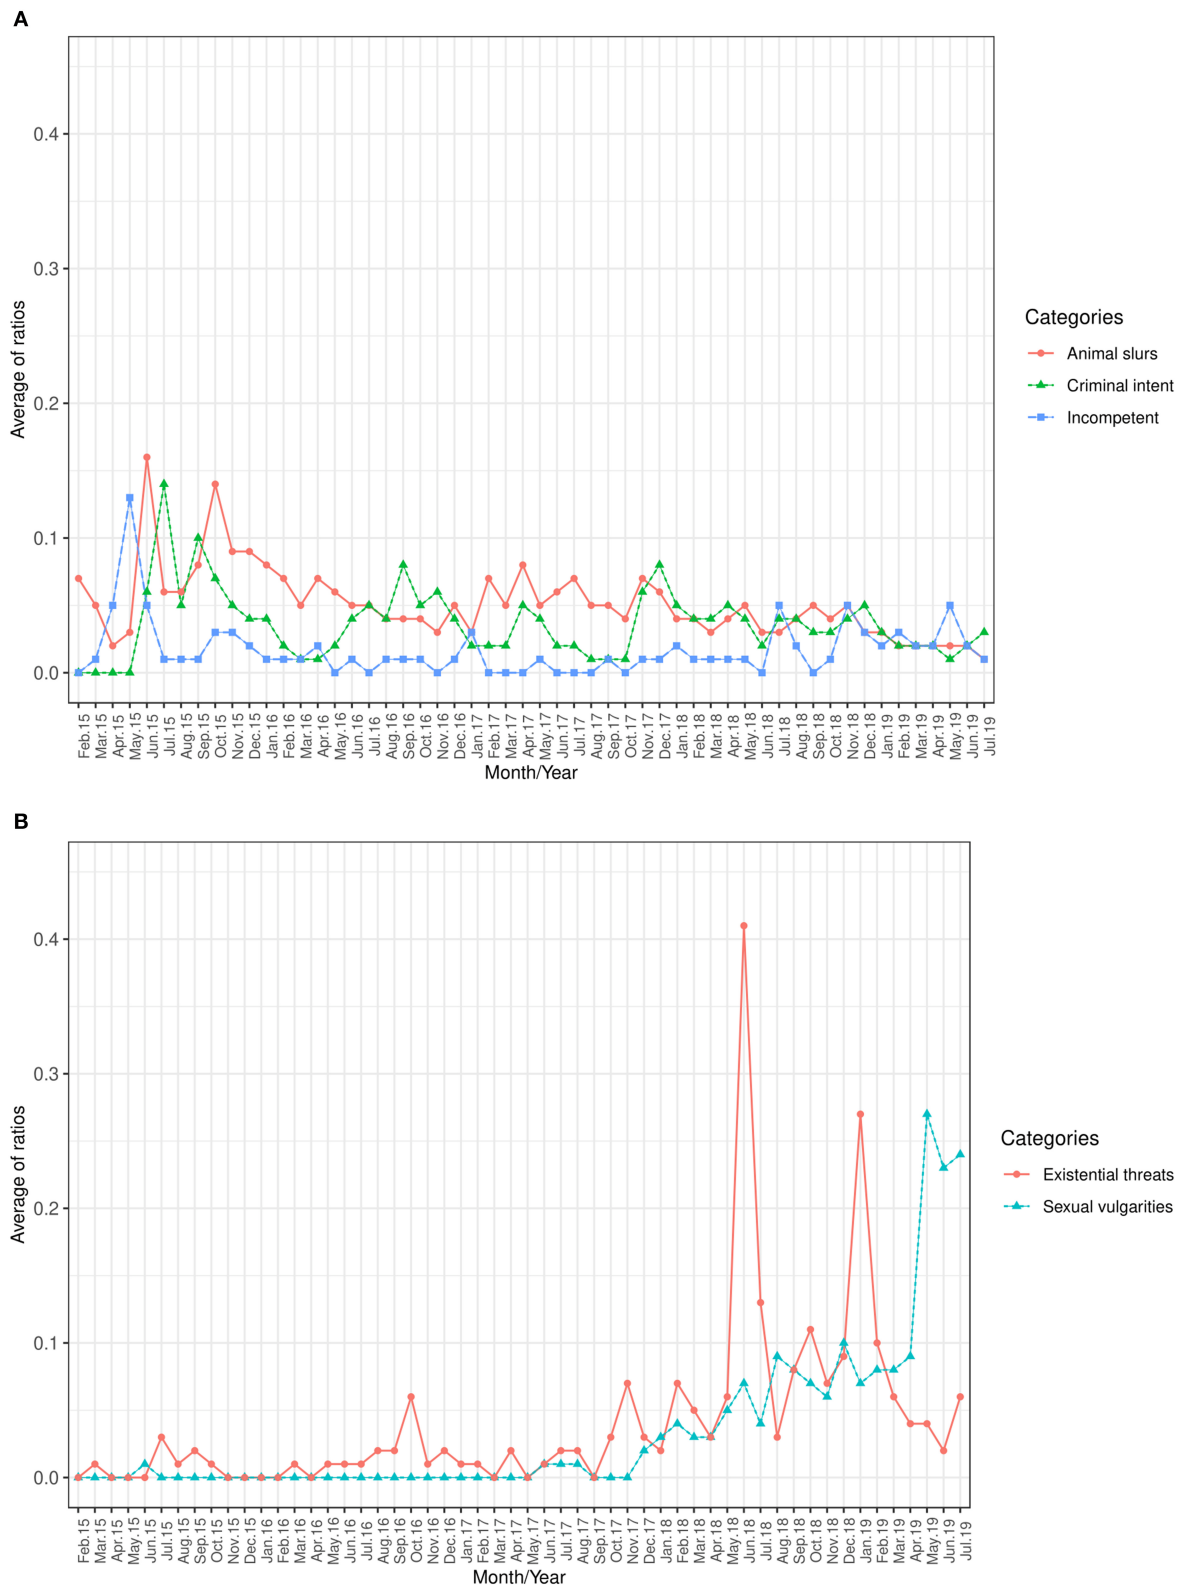 A
0.4
0.3
0.2
0.1
0.0
Average of ratios
Feb.15
Mar.15
Apr.15
May.15
Jun.15
Jul.15
Aug.15
Sep.15
Oct.15
Nov.15
Dec.15
Jan.16
Feb.16
Mar.16
Apr.16
May.16
Jun.16
Jul.16
Aug.16
Sep.16
Oct.16
Nov.16
Dec.16
Jan.17
Feb.17
Mar.17
Apr.17
May.17
Jun.17
Jul.17
Aug.17
Sep.17
Oct.17
Nov.17
Dec.17
Jan.18
Feb.18
Mar.18
Apr.18
May.18
Jun.18
Jul.18
Aug.18
Sep.18
Oct.18
Nov.18
Dec.18
Jan.19
Feb.19
Mar.19
Apr.19
May.19
Jun.19
Jul.19
Month/Year
Categories
Animal slurs
Criminal intent
Incompetent
B
0.4
0.3
0.2
0.1
0.0
Average of ratios
Feb.15
Mar.15
Apr.15
May.15
Jun.15
Jul.15
Aug.15
Sep.15
Oct.15
Nov.15
Dec.15
Jan.16
Feb.16
Mar.16
Apr.16
May.16
Jun.16
Jul.16
Aug.16
Sep.16
Oct.16
Nov.16
Dec.16
Jan.17
Feb.17
Mar.17
Apr.17
May.17
Jun.17
Jul.17
Aug.17
Sep.17
Oct.17
Nov.17
Dec.17
Jan.18
Feb.18
Mar.18
Apr.18
May.18
Jun.18
Jul.18
Aug.18
Sep.18
Oct.18
Nov.18
Dec.18
Jan.19
Feb.19
Mar.19
Apr.19
May.19
Jun.19
Jul.19
Month/Year
Categories
Existential threats
Sexual vulgarities